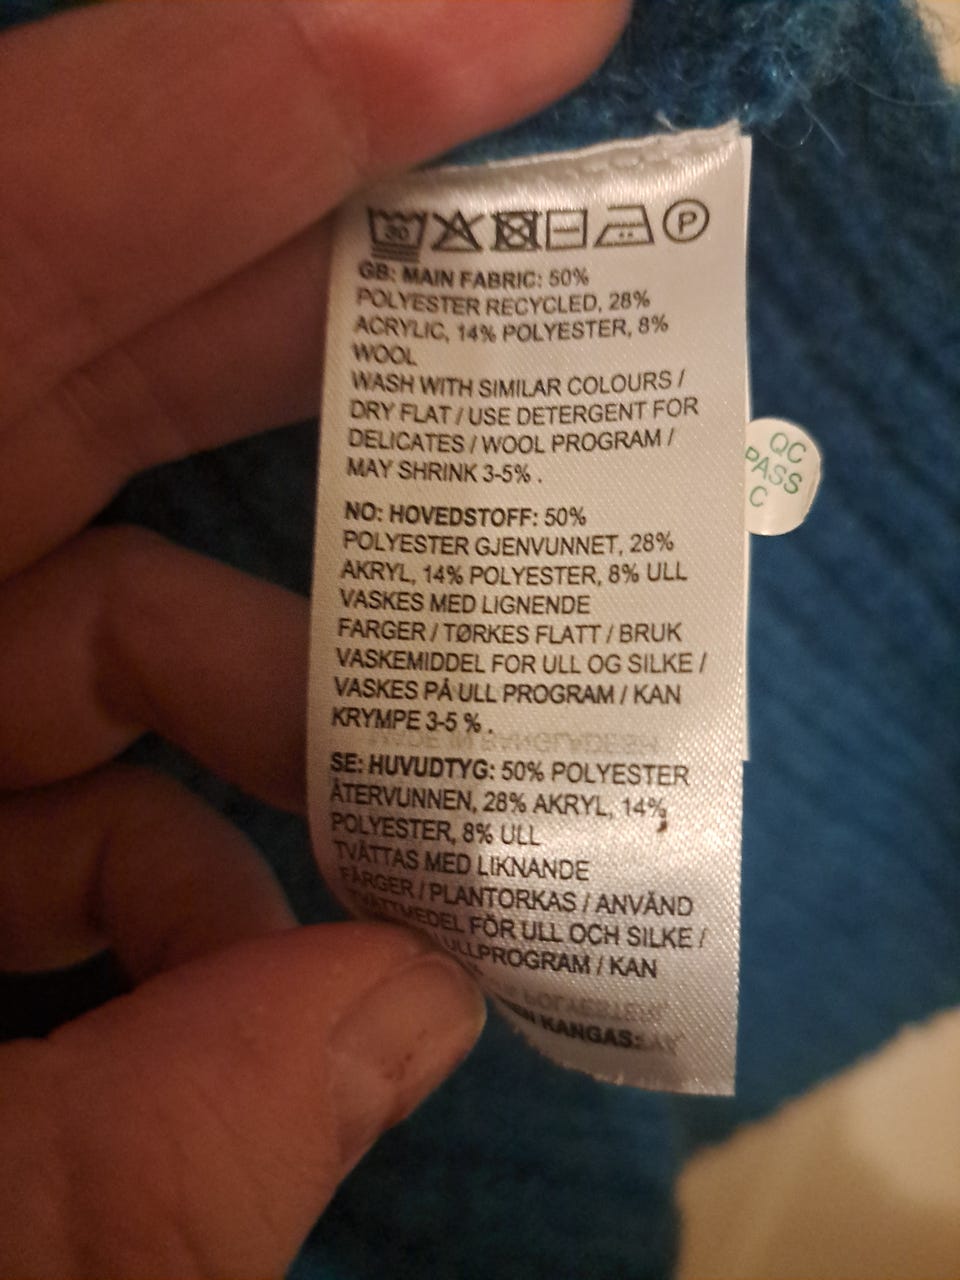 30 P
GB: MAIN FABRIC: 50%
POLYESTER RECYCLED, 28%
ACRYLIC, 14% POLYESTER, 8%
WOOL
WASH WITH SIMILAR COLOURS /
DRY FLAT / USE DETERGENT FOR
DELICATES / WOOL PROGRAM /
MAY SHRINK 3-5% .
QC
PASS
C
NO: HOVEDSTOFF: 50%
POLYESTER GJENVUNNET, 28%
AKRYL, 14% POLYESTER, 8% ULL
VASKES MED LIGNENDE
FARGER / TØRKES FLATT / BRUK
VASKEMIDDEL FOR ULL OG SILKE /
VASKES PÅ ULL PROGRAM / KAN
KRYMPE 3-5 % .
SE: HUVUDTYG: 50% POLYESTER
ÅTERVUNNEN, 28% AKRYL, 14%
POLYESTER, 8% ULL
TVÄTTAS MED LIKNANDE
FÄRGER / PLANTORKAS / ANVÄND
TVÄTTMEDEL FÖR ULL OCH SILKE /
ULLPROGRAM / KAN
KANGAS: